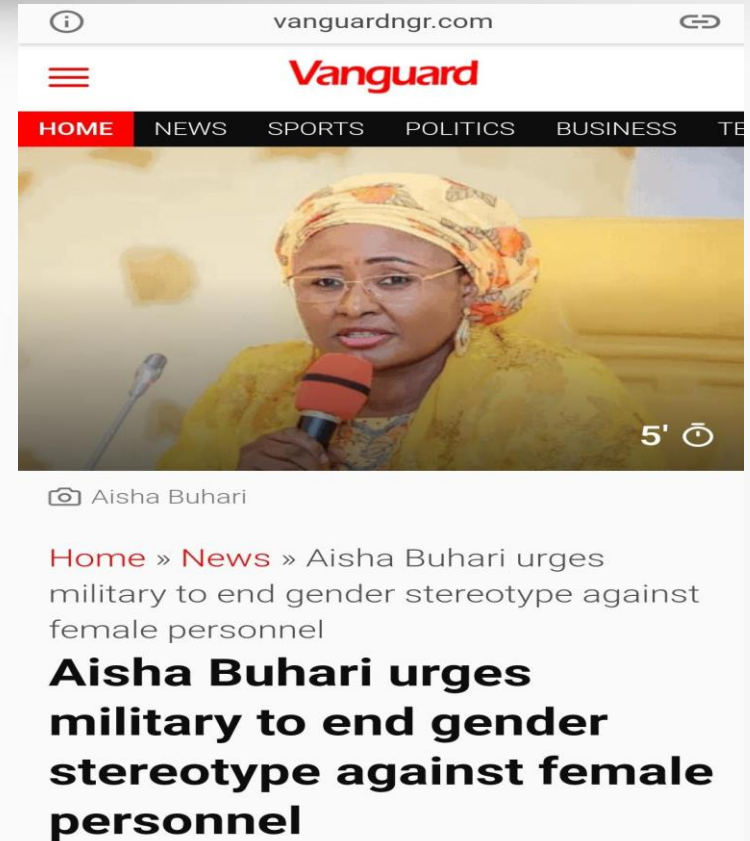 vanguardngr.com
Vanguard
HOME NEWS SPORTS POLITICS BUSINESS TE
5'
Aisha Buhari
Home » News » Aisha Buhari urges
military to end gender stereotype against
female personnel
Aisha Buhari urges
military to end gender
stereotype against female
personnel